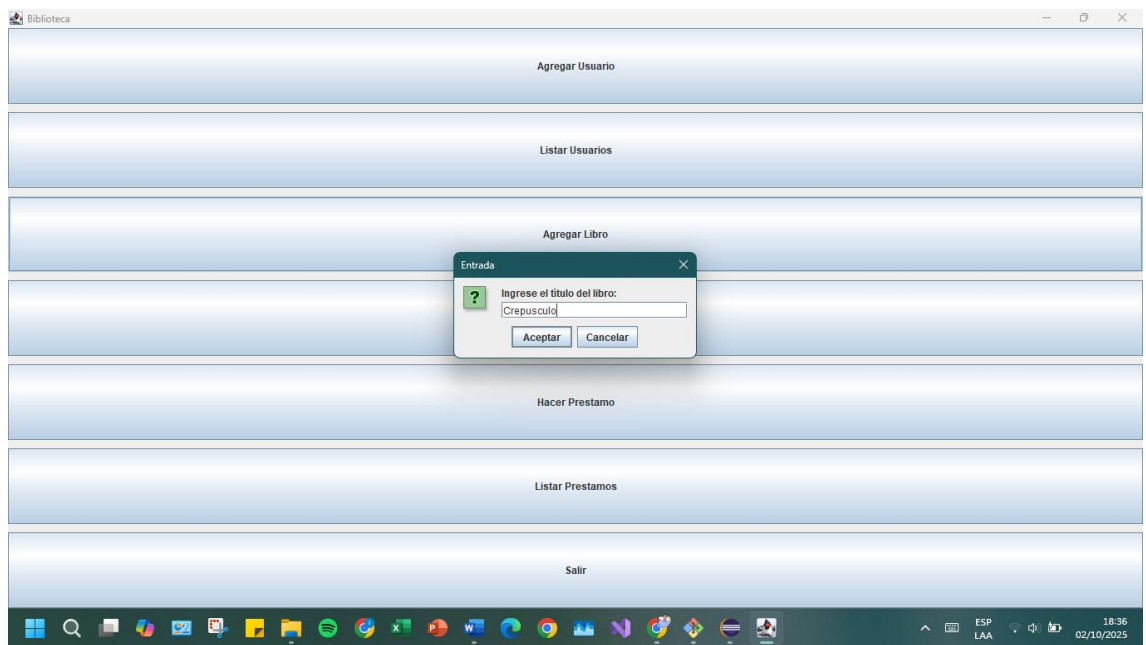 Biblioteca
Agregar Usuario
Listar Usuarios
Agregar Libro
Entrada
?
Ingrese el titulo del libro:
Crepusculo
Aceptar Cancelar
Hacer Prestamo
Listar Prestamos
Salir
ESP 18:36
LAA 02/10/2025